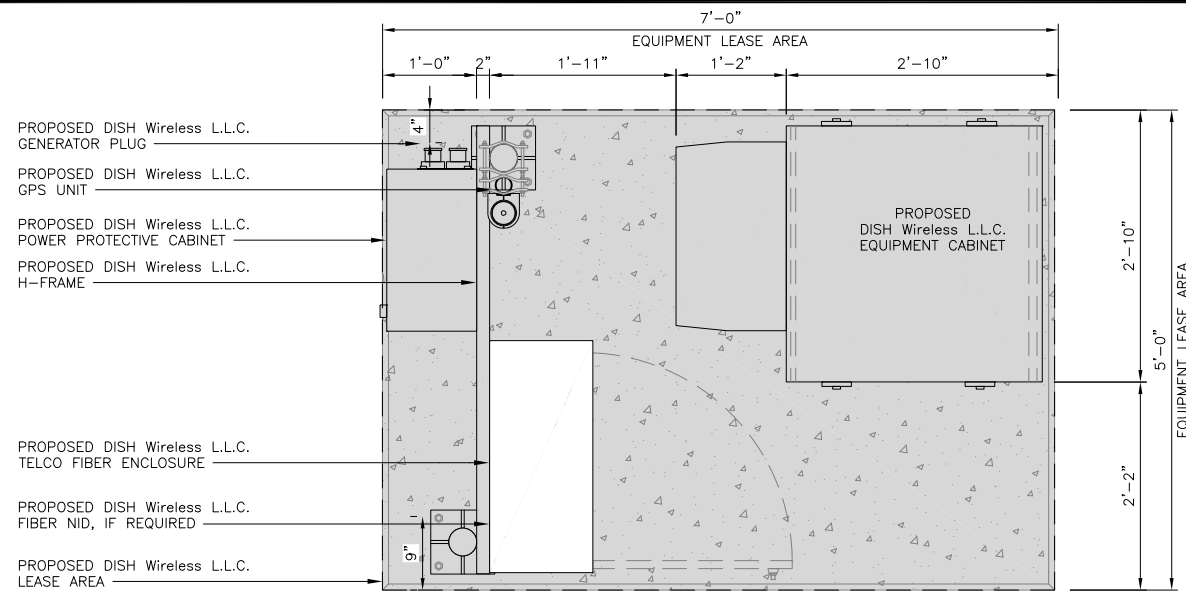 7'-0"
EQUIPMENT LEASE AREA
1'-0" 2" 1'-11" 1'-2" 2'-10"
4"
PROPOSED DISH Wireless L.L.C.
GENERATOR PLUG
PROPOSED DISH Wireless L.L.C.
GPS UNIT
PROPOSED DISH Wireless L.L.C.
POWER PROTECTIVE CABINET
PROPOSED DISH Wireless L.L.C.
H-FRAME
PROPOSED
DISH Wireless L.L.C.
EQUIPMENT CABINET
2'-10"
5'-0"
EQUIPMENT LEASE AREA
PROPOSED DISH Wireless L.L.C.
TELCO FIBER ENCLOSURE
PROPOSED DISH Wireless L.L.C.
FIBER NID, IF REQUIRED
2'-2"
9"
PROPOSED DISH Wireless L.L.C.
LEASE AREA